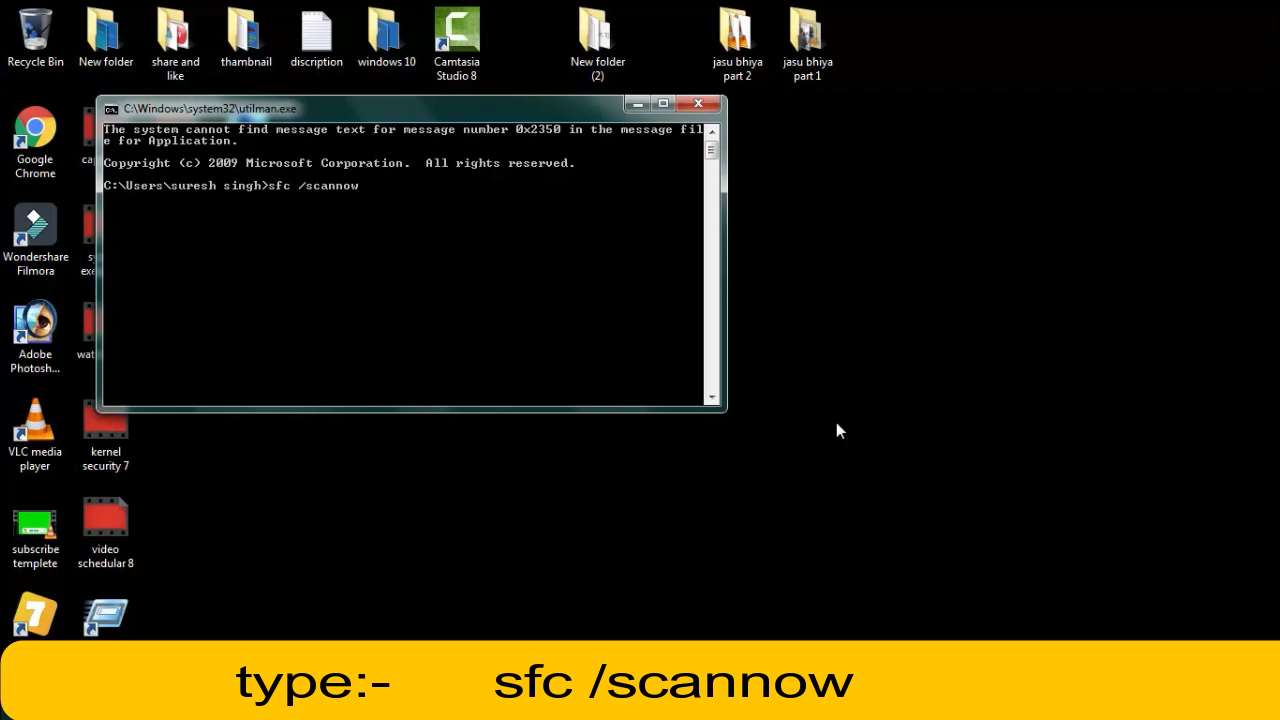 Recycle Bin
New folder
share and
like
thumbnail
discription
windows 10
Camtasia
Studio 8
New folder
(2)
jasu bhiya
part 2
jasu bhiya
part 1
C:\Windows\system32\utilman.exe
The system cannot find message text for message number 0x2350 in the message fil
e for Application.
Copyright (c) 2009 Microsoft Corporation.  All rights reserved.
C:\Users\suresh singh>sfc /scannow
Google
Chrome
Wondershare
Filmora
Adobe
Photosh...
VLC media
player
kernel
security 7
subscribe
templete
video
schedular 8
7
type:- sfc /scannow